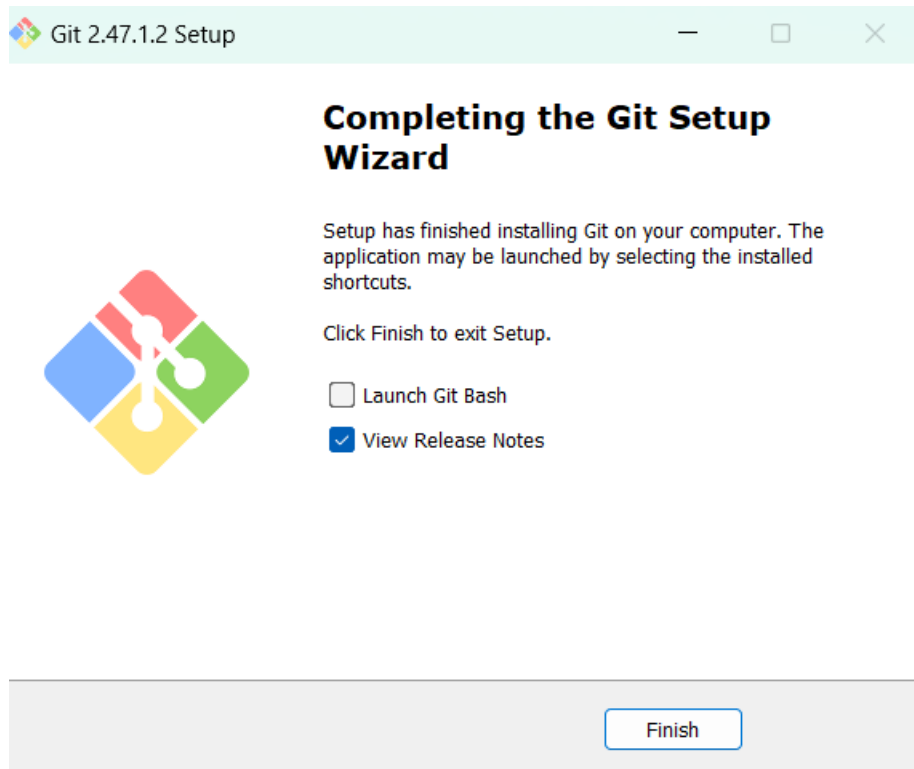 Git 2.47.1.2 Setup
Completing the Git Setup
Wizard
Setup has finished installing Git on your computer. The
application may be launched by selecting the installed
shortcuts.
Click Finish to exit Setup.
Launch Git Bash
View Release Notes
Finish